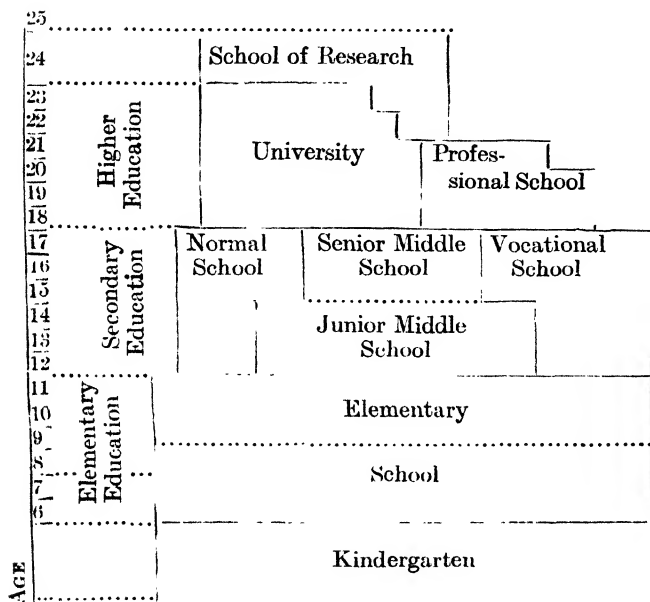 25
24
School of Research
23
22
21
20
19
18
Higher
Education
University
Profes-
sional School
17
16
15
14
13
12
Secondary
Education
Normal
School
Senior Middle
School
Vocational
School
Junior Middle
School
11
10
9
8
7
6
Elementary
Education
Elementary
School
Kindergarten
AGE